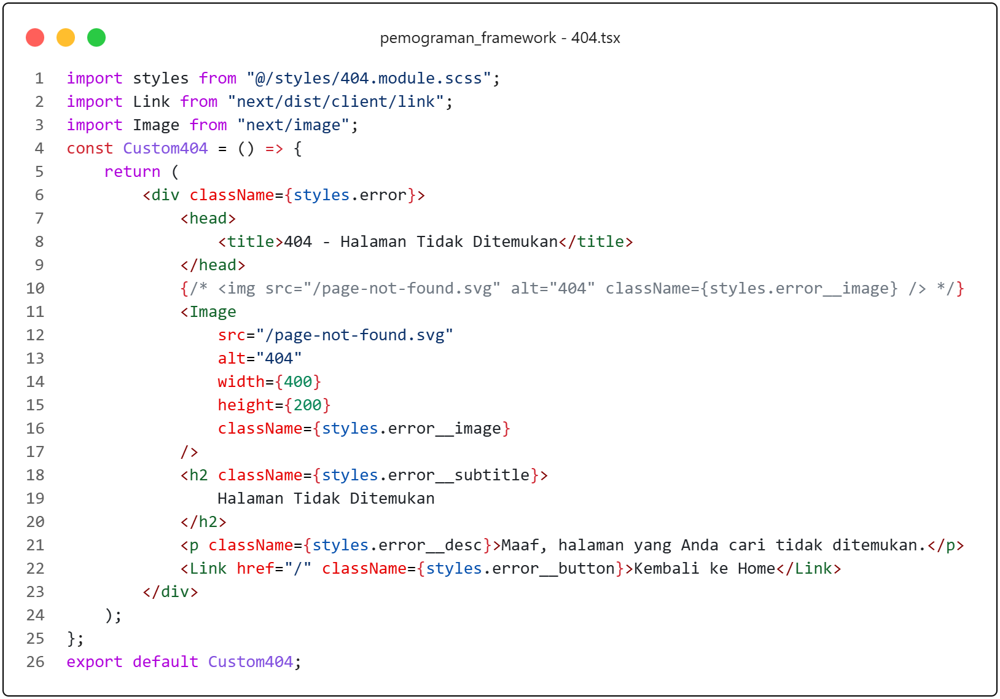 pemograman_framework - 404.tsx
1 import styles from "@/styles/404.module.scss";
2 import Link from "next/dist/client/link";
3 import Image from "next/image";
4 const Custom404 = () => {
5     return (
6         <div className={styles.error}>
7             <head>
8                 <title>404 - Halaman Tidak Ditemukan</title>
9             </head>
10             {/* <img src="/page-not-found.svg" alt="404" className={styles.error__image} /> */}
11             <Image
12                 src="/page-not-found.svg"
13                 alt="404"
14                 width={400}
15                 height={200}
16                 className={styles.error__image}
17             />
18             <h2 className={styles.error__subtitle}>
19                 Halaman Tidak Ditemukan
20             </h2>
21             <p className={styles.error__desc}>Maaf, halaman yang Anda cari tidak ditemukan.</p>
22             <Link href="/" className={styles.error__button}>Kembali ke Home</Link>
23         </div>
24     );
25 };
26 export default Custom404;